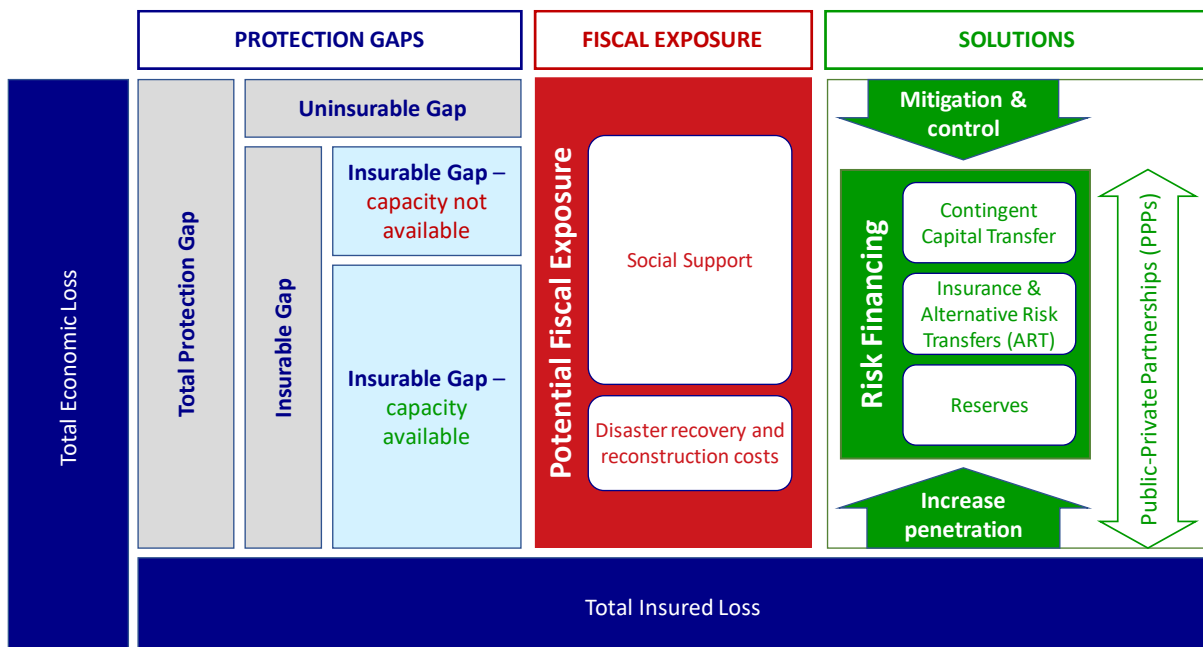 PROTECTION GAPS
FISCAL EXPOSURE
SOLUTIONS
Total Economic Loss
Total Protection Gap
Uninsurable Gap
Insurable Gap
Insurable Gap –
capacity not
available
Insurable Gap –
capacity
available
Potential Fiscal Exposure
Social Support
Disaster recovery and
reconstruction costs
Mitigation &
control
Risk Financing
Contingent
Capital Transfer
Insurance &
Alternative Risk
Transfers (ART)
Reserves
Increase
penetration
Public-Private Partnerships (PPPs)
Total Insured Loss